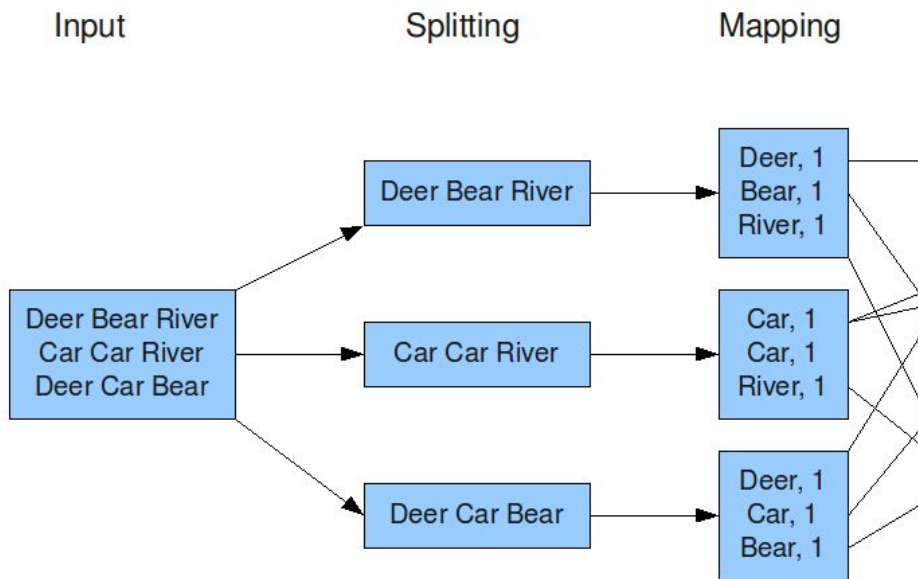 Input
Splitting
Mapping
Deer Bear River
Car Car River
Deer Car Bear
Deer Bear River
Car Car River
Deer Car Bear
Deer, 1
Bear, 1
River, 1
Car, 1
Car, 1
River, 1
Deer, 1
Car, 1
Bear, 1